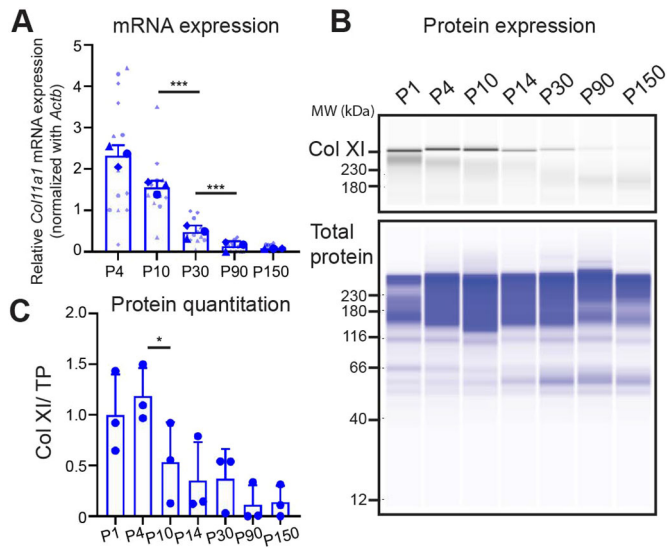 A
mRNA expression
Relative Col11a1 mRNA expression
(normalized with Actb)
5
4
3
2
1
0
***
***
P4 P10 P30 P90 P150
B
Protein expression
P1 P4 P10 P14 P30 P90 P150
MW (kDa)
Col XI
230
180
Total
protein
230
180
116
66
40
12
C
Protein quantitation
Col XI/ TP
2.0
1.5
1.0
0.5
0
*
P1 P4 P10 P14 P30 P90 P150